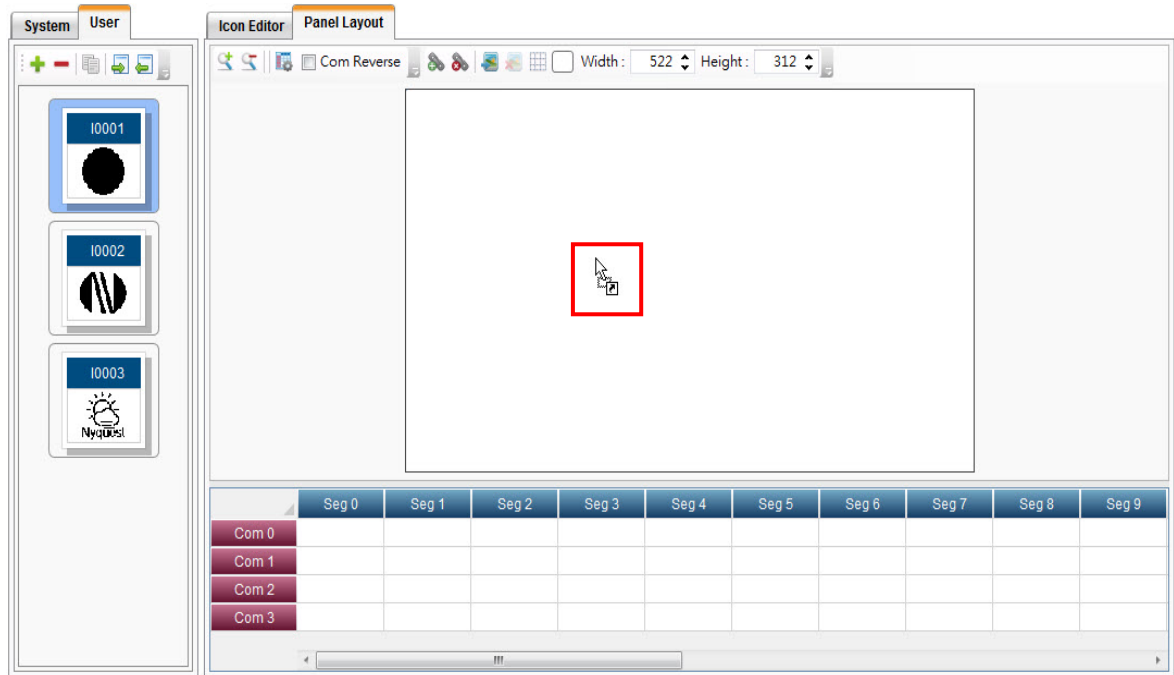 System User
Icon Editor Panel Layout
Com Reverse Width : 522 Height : 312
I0001
I0002
I0003
Nyquest
Seg 0 Seg 1 Seg 2 Seg 3 Seg 4 Seg 5 Seg 6 Seg 7 Seg 8 Seg 9
Com 0
Com 1
Com 2
Com 3